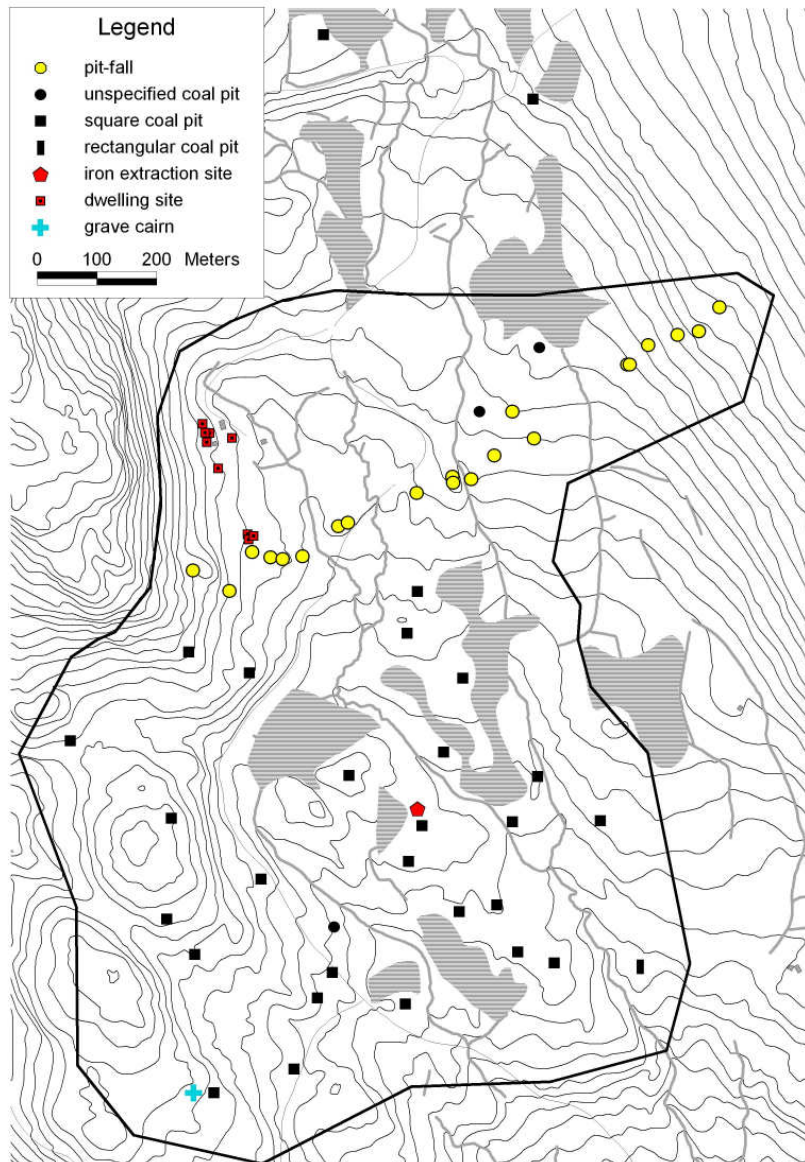 Legend
pit-fall
unspecified coal pit
square coal pit
rectangular coal pit
iron extraction site
dwelling site
grave cairn
0 100 200 Meters